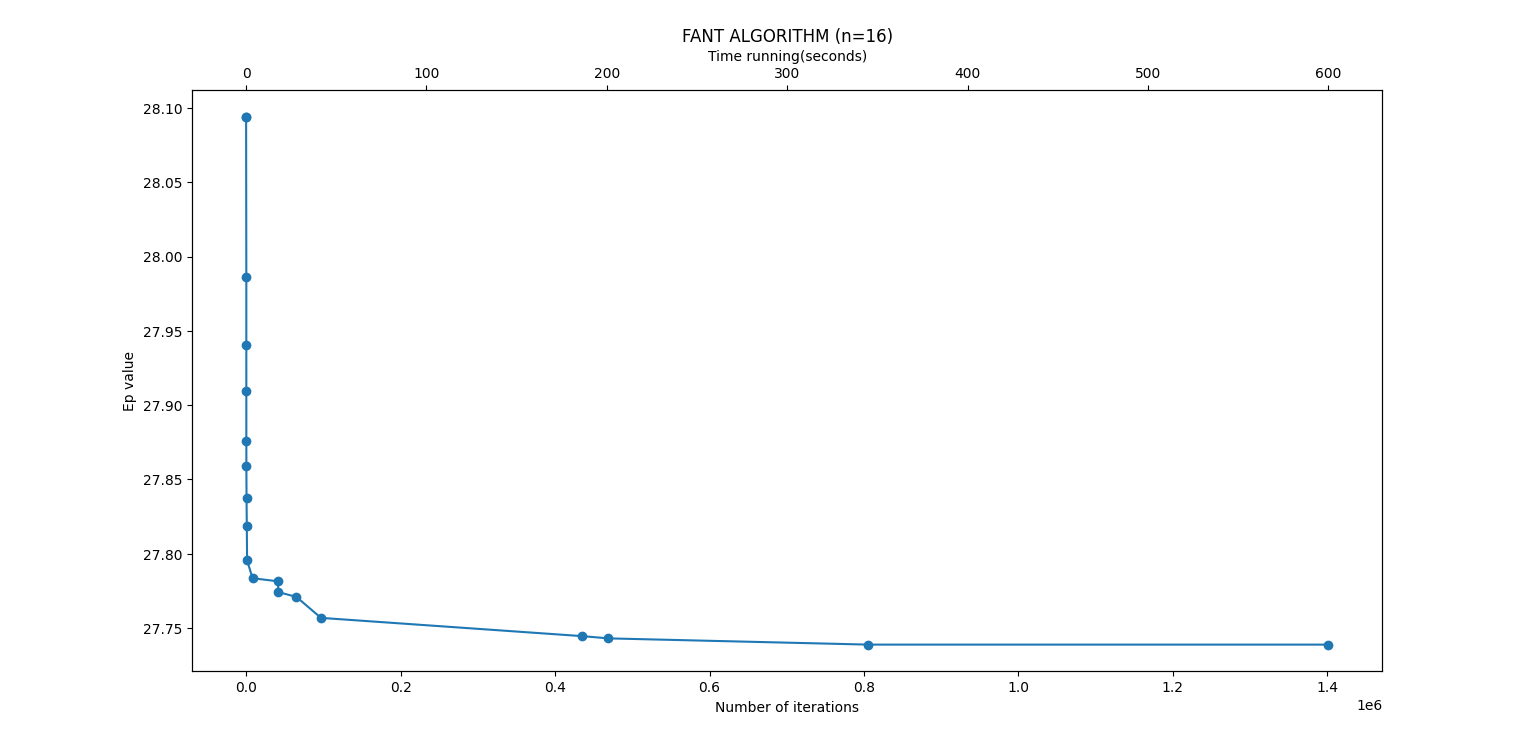 FANT ALGORITHM (n=16)
Time running(seconds)
0 100 200 300 400 500 600
28.10
28.05
28.00
27.95
27.90
27.85
27.80
27.75
Ep value
0.0 0.2 0.4 0.6 0.8 1.0 1.2 1.4
1e6
Number of iterations